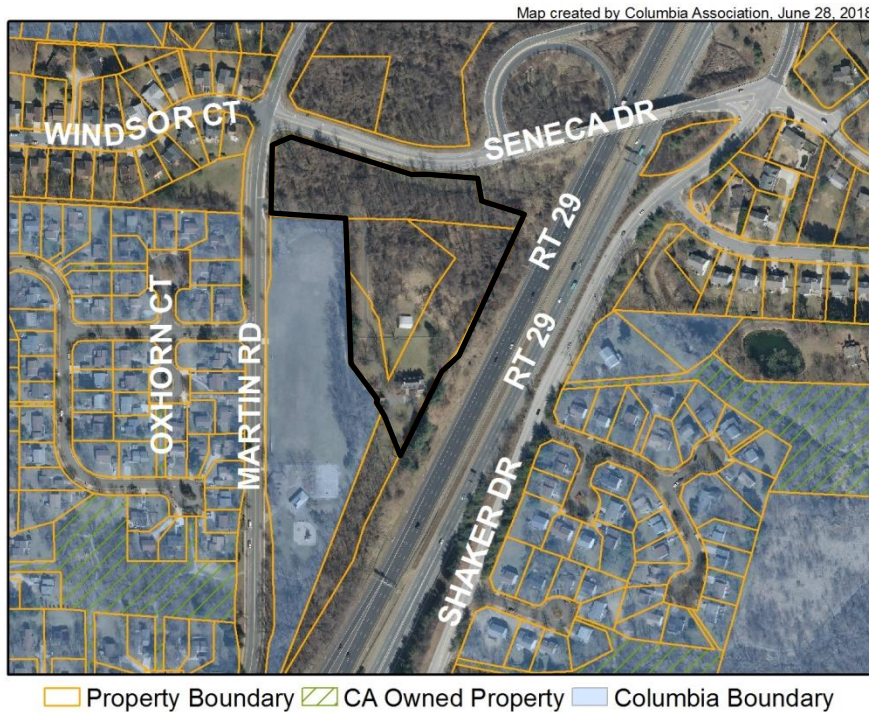 Map created by Columbia Association, June 28, 2018
WINDSOR CT
SENECA DR
RT 29
OXHORN CT
MARTIN RD
RT 29
SHAKER DR
Property Boundary CA Owned Property Columbia Boundary